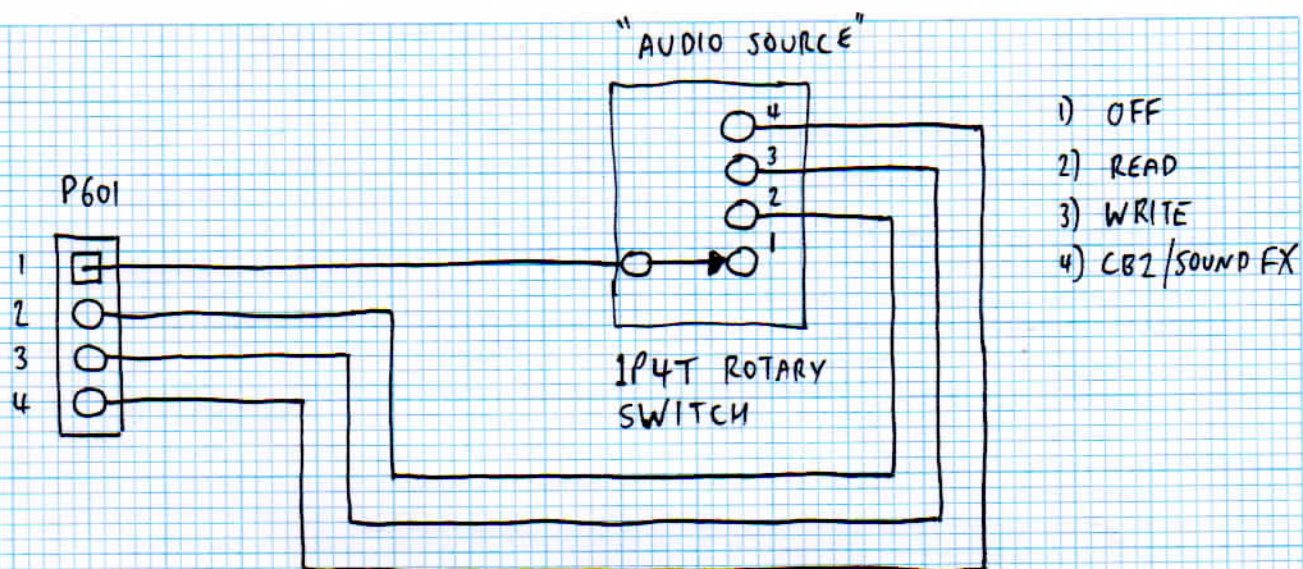 "AUDIO SOURCE"
P601
1
2
3
4
4
3
2
1
1P4T ROTARY
SWITCH
1) OFF
2) READ
3) WRITE
4) CB2/SOUND FX